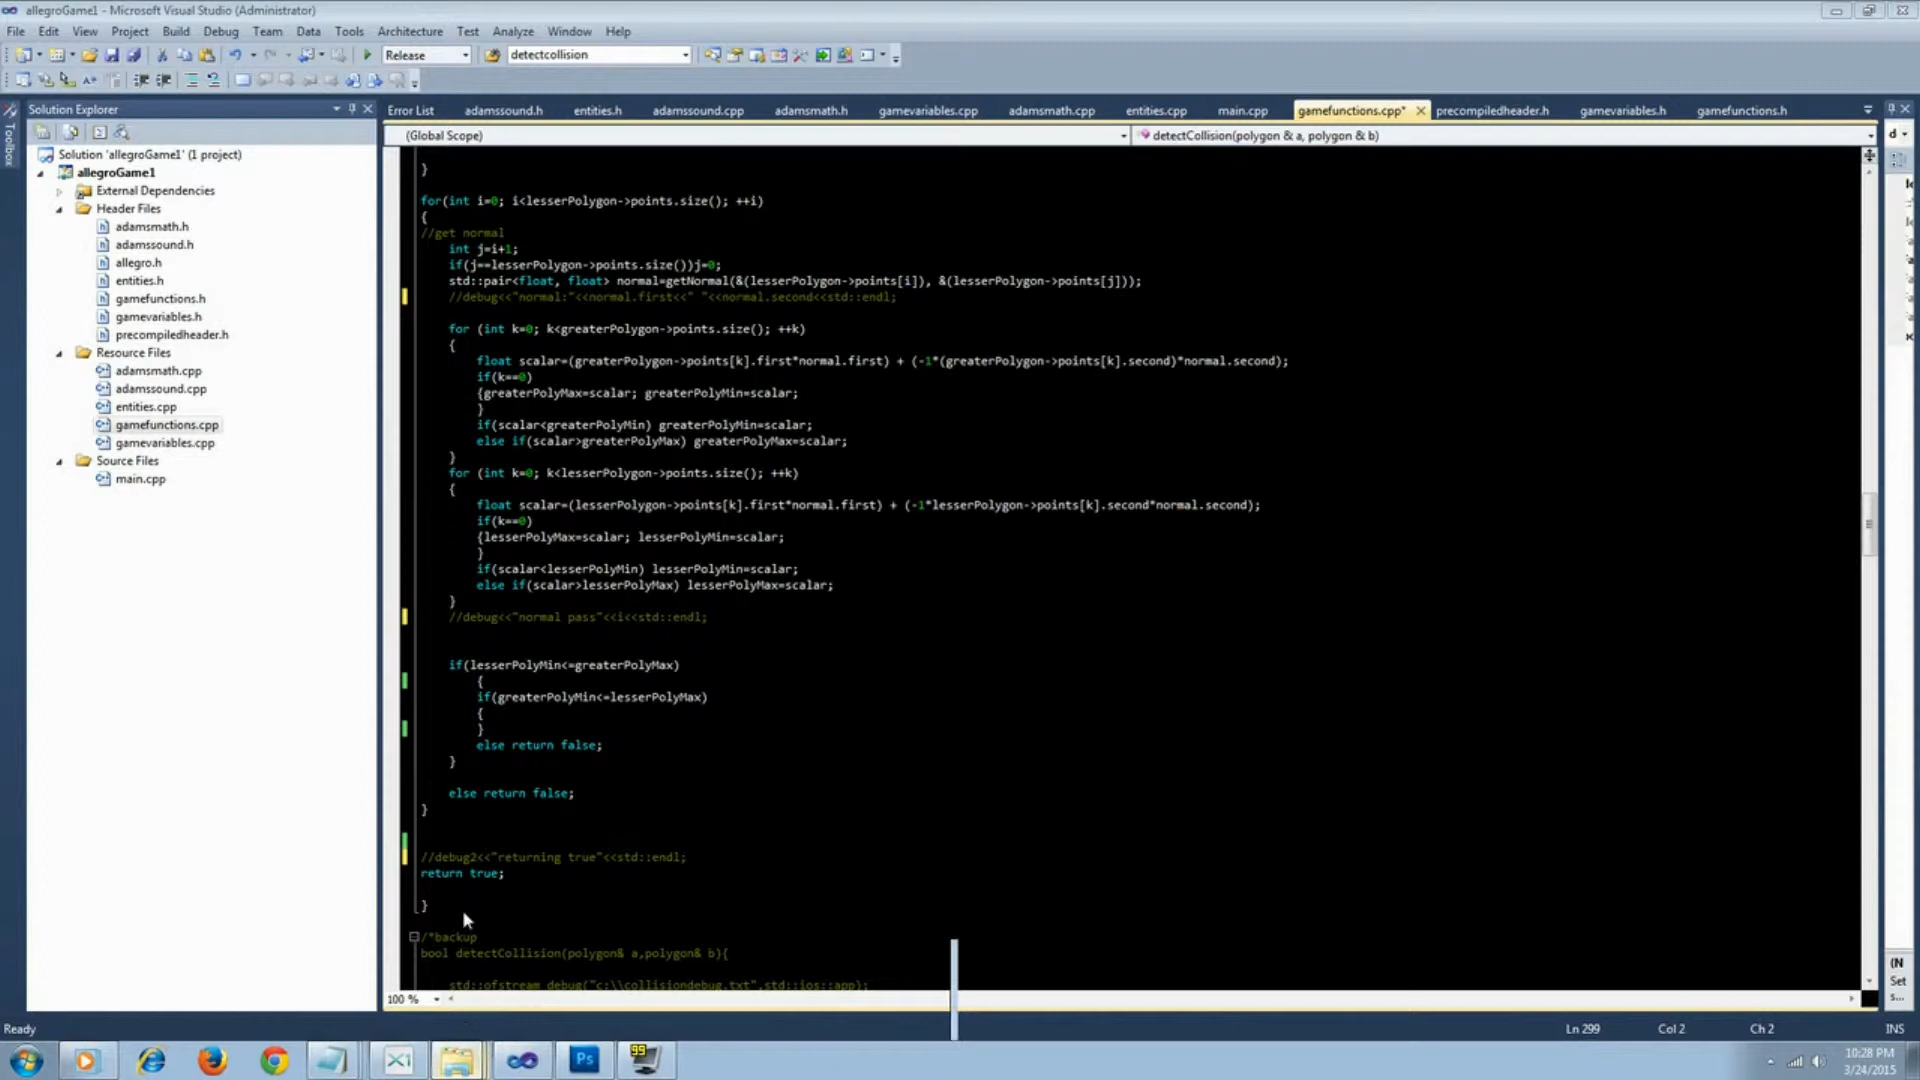 allegroGame1 - Microsoft Visual Studio (Administrator)
File Edit View Project Build Debug Team Data Tools Architecture Test Analyze Window Help
Release detectcollision
Solution Explorer
Error List adamssound.h entities.h adamssound.cpp adamsmath.h gamevariables.cpp adamsmath.cpp entities.cpp main.cpp gamefunctions.cpp* precompiledheader.h gamevariables.h gamefunctions.h
Toolbox
(Global Scope) detectCollision(polygon & a, polygon & b)
Solution 'allegroGame1' (1 project)
allegroGame1
External Dependencies
Header Files
adamsmath.h
adamssound.h
allegro.h
entities.h
gamefunctions.h
gamevariables.h
precompiledheader.h
Resource Files
adamsmath.cpp
adamssound.cpp
entities.cpp
gamefunctions.cpp
gamevariables.cpp
Source Files
main.cpp
}
for(int i=0; i<lesserPolygon->points.size(); ++i)
{
//get normal
int j=i+1;
if(j==lesserPolygon->points.size())j=0;
std::pair<float, float> normal=getNormal(&(lesserPolygon->points[i]), &(lesserPolygon->points[j]));
//debug<<"normal:"<<normal.first<<" "<<normal.second<<std::endl;
for (int k=0; k<greaterPolygon->points.size(); ++k)
{
float scalar=(greaterPolygon->points[k].first*normal.first) + (-1*(greaterPolygon->points[k].second)*normal.second);
if(k==0)
{greaterPolyMax=scalar; greaterPolyMin=scalar;
}
if(scalar<greaterPolyMin) greaterPolyMin=scalar;
else if(scalar>greaterPolyMax) greaterPolyMax=scalar;
}
for (int k=0; k<lesserPolygon->points.size(); ++k)
{
float scalar=(lesserPolygon->points[k].first*normal.first) + (-1*lesserPolygon->points[k].second*normal.second);
if(k==0)
{lesserPolyMax=scalar; lesserPolyMin=scalar;
}
if(scalar<lesserPolyMin) lesserPolyMin=scalar;
else if(scalar>lesserPolyMax) lesserPolyMax=scalar;
}
//debug<<"normal pass"<<i<<std::endl;
if(lesserPolyMin<=greaterPolyMax)
{
if(greaterPolyMin<=lesserPolyMax)
{
}
else return false;
}
else return false;
}
//debug2<<"returning true"<<std::endl;
return true;
}
/*backup
bool detectCollision(polygon& a,polygon& b){
std::ofstream debug("c:\\collisiondebug.txt",std::ios::app);
100 %
(N
Set
s...
Ready Ln 299 Col 2 Ch 2 INS
Ps
99
10:28 PM
3/24/2015